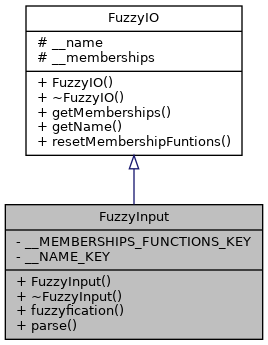 FuzzyIO
# __name
# __memberships
+ FuzzyIO()
+ ~FuzzyIO()
+ getMemberships()
+ getName()
+ resetMembershipFuntions()
FuzzyInput
- __MEMBERSHIPS_FUNCTIONS_KEY
- __NAME_KEY
+ FuzzyInput()
+ ~FuzzyInput()
+ fuzzyfication()
+ parse()